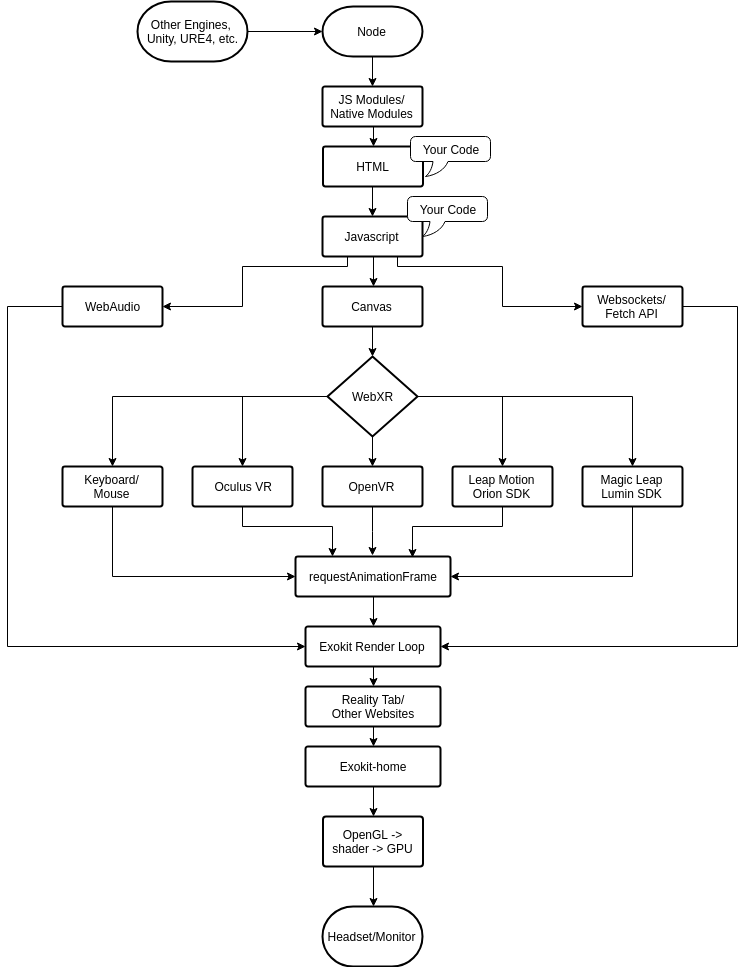 Other Engines,
Unity, URE4, etc.
Node
JS Modules/
Native Modules
Your Code
HTML
Your Code
Javascript
WebAudio
Canvas
Websockets/
Fetch API
WebXR
Keyboard/
Mouse
Oculus VR
OpenVR
Leap Motion
Orion SDK
Magic Leap
Lumin SDK
requestAnimationFrame
Exokit Render Loop
Reality Tab/
Other Websites
Exokit-home
OpenGL ->
shader -> GPU
Headset/Monitor